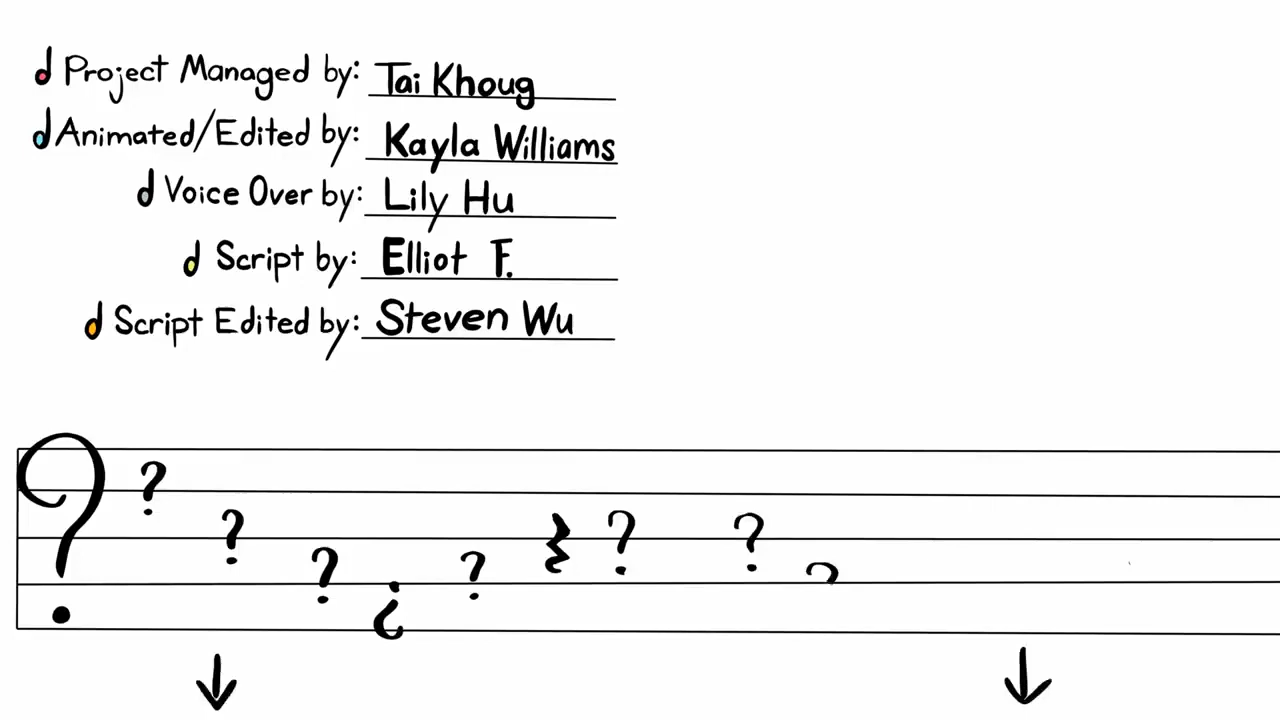 Project Managed by: Tai Khoug
Animated/Edited by: Kayla Williams
Voice Over by: Lily Hu
Script by: Elliot F.
Script Edited by: Steven Wu
? ? ? ¿ ? ? ?